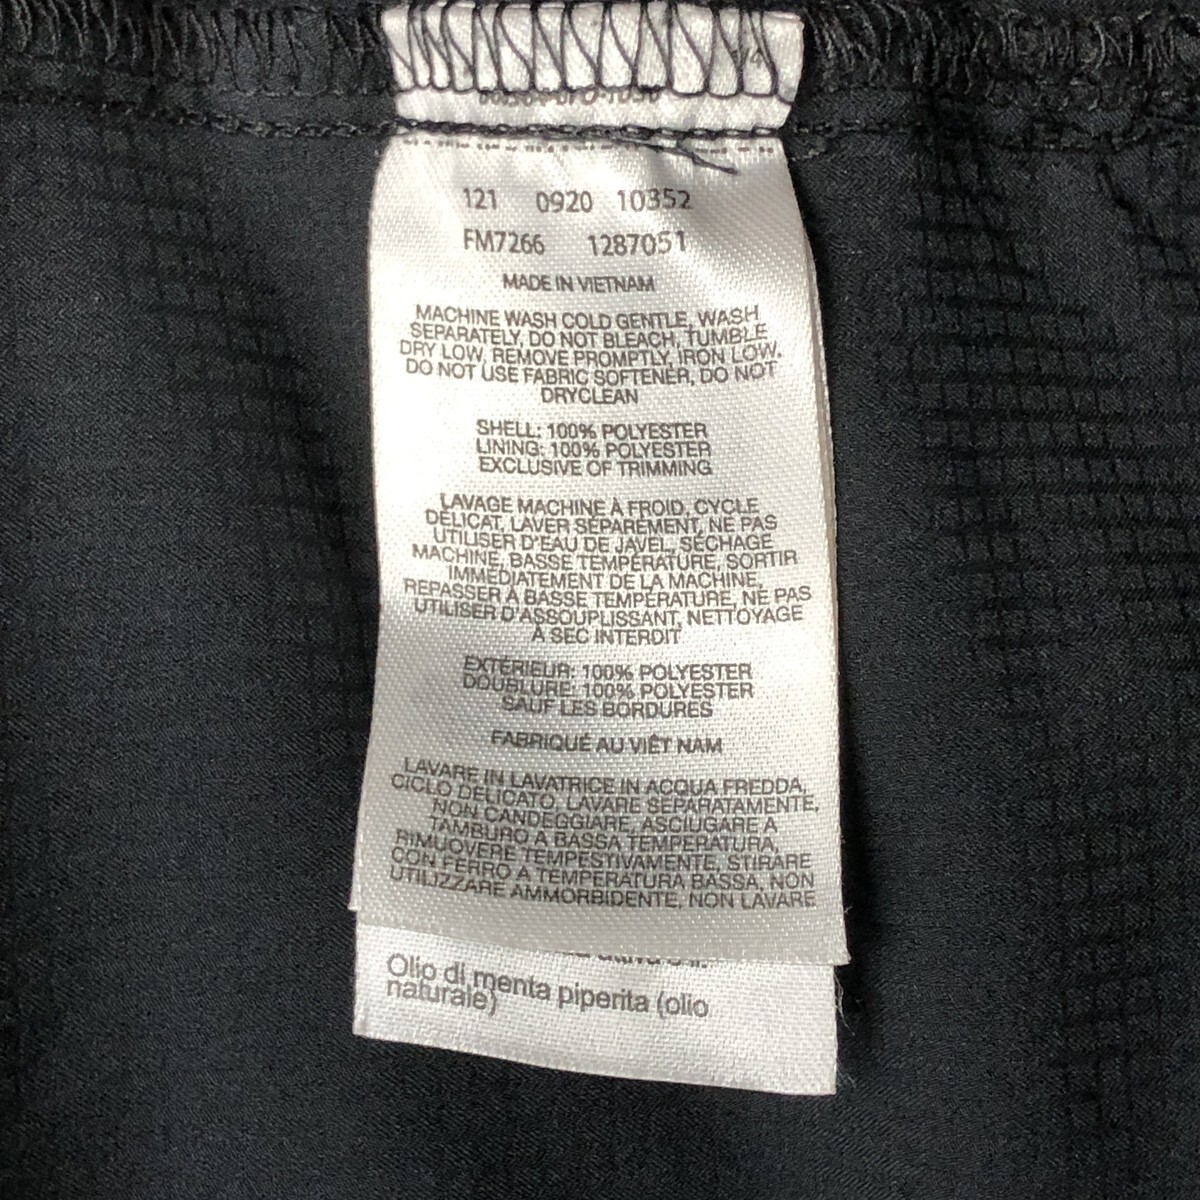 121 0920 10352
FM7266 1287051
MADE IN VIETNAM
MACHINE WASH COLD GENTLE, WASH
SEPARATELY, DO NOT BLEACH, TUMBLE
DRY LOW, REMOVE PROMPTLY, IRON LOW.
DO NOT USE FABRIC SOFTENER, DO NOT
DRYCLEAN
SHELL: 100% POLYESTER
LINING: 100% POLYESTER
EXCLUSIVE OF TRIMMING
LAVAGE MACHINE À FROID, CYCLE
DÉLICAT, LAVER SÉPARÉMENT, NE PAS
UTILISER D'EAU DE JAVEL, SÉCHAGE
MACHINE, BASSE TEMPÉRATURE, SORTIR
IMMÉDIATEMENT DE LA MACHINE,
REPASSER À BASSE TEMPÉRATURE, NE PAS
UTILISER D'ASSOUPLISSANT, NETTOYAGE
À SEC INTERDIT
EXTÉRIEUR: 100% POLYESTER
DOUBLURE: 100% POLYESTER
SAUF LES BORDURES
FABRIQUÉ AU VIÊT NAM
LAVARE IN LAVATRICE IN ACQUA FREDDA,
CICLO DELICATO, LAVARE SEPARATAMENTE,
NON CANDEGGIARE, ASCIUGARE A
TAMBURO A BASSA TEMPERATURA,
RIMUOVERE TEMPESTIVAMENTE, STIRARE
CON FERRO A TEMPERATURA BASSA, NON
UTILIZZARE AMMORBIDENTE, NON LAVARE
Olio di menta piperita (olio
naturale)